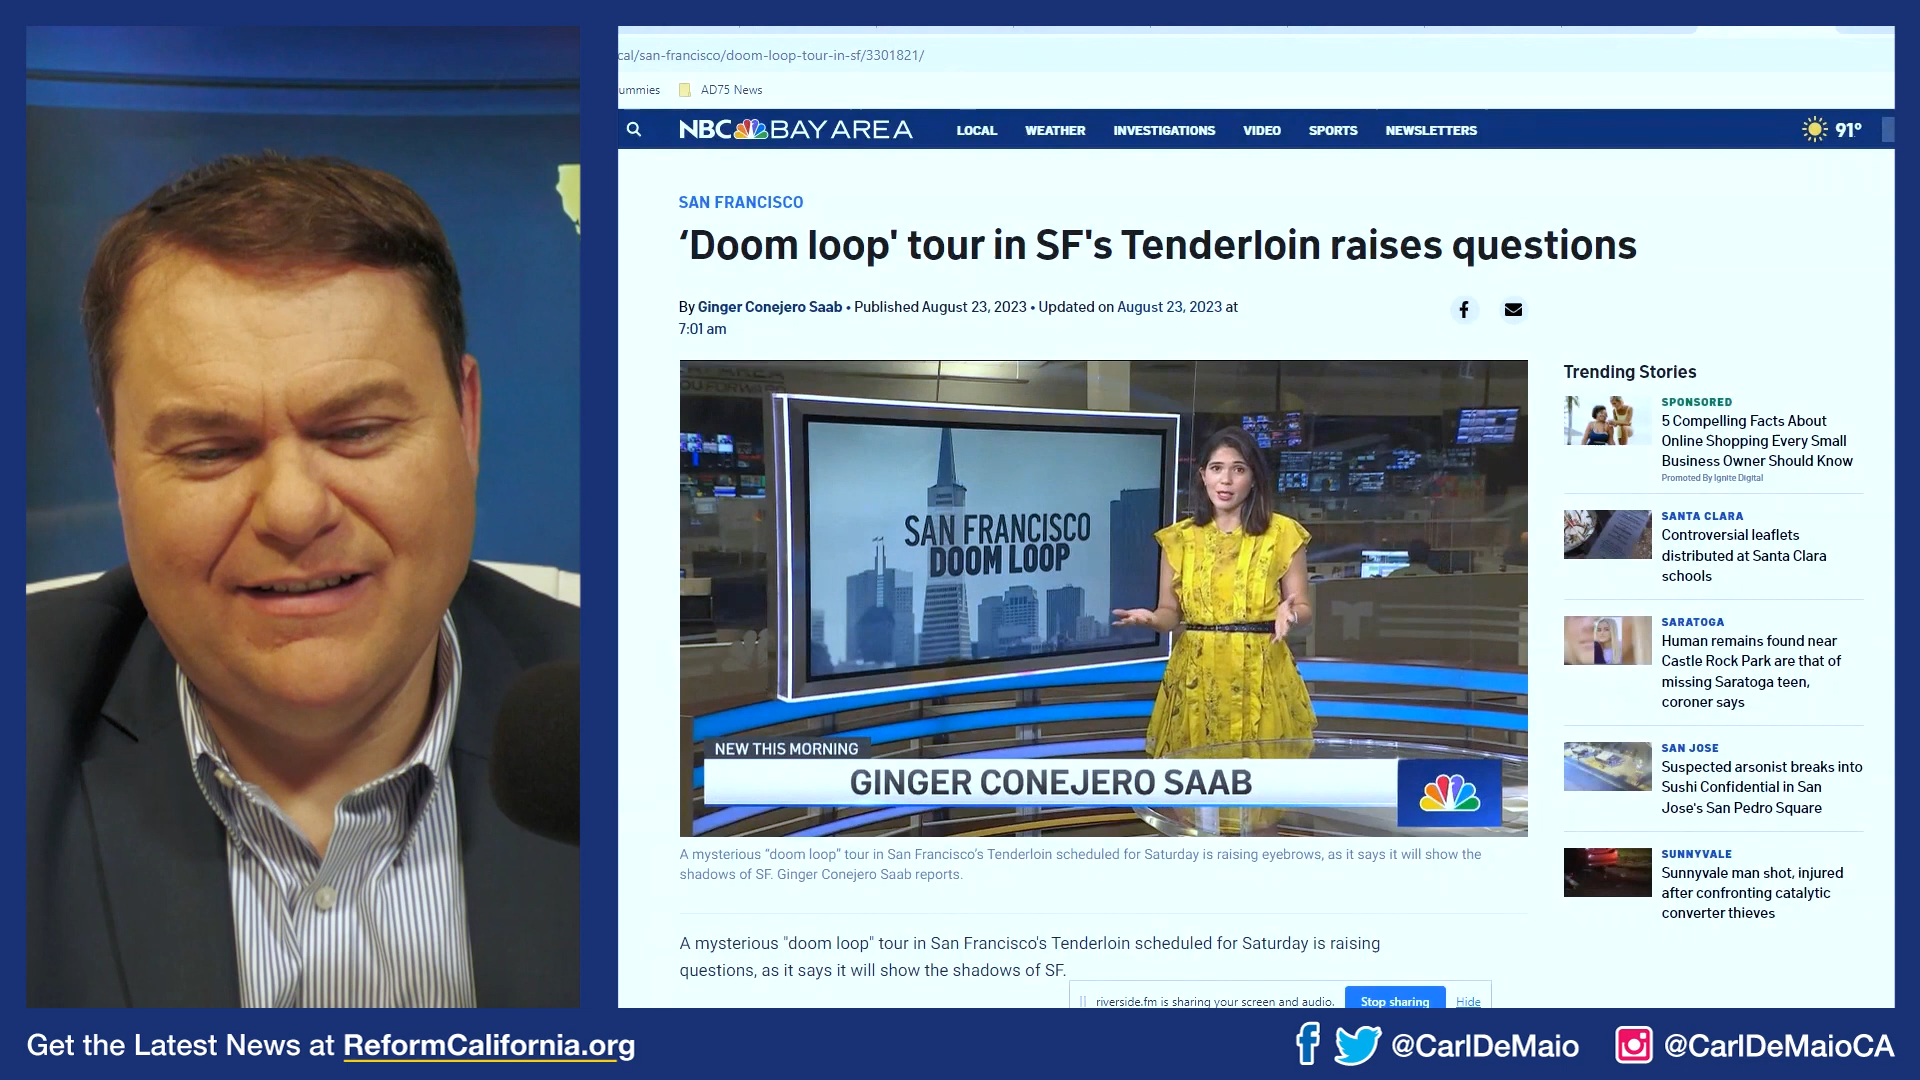 cal/san-francisco/doom-loop-tour-in-sf/3301821/
ummies AD75 News
NBC BAY AREA LOCAL WEATHER INVESTIGATIONS VIDEO SPORTS NEWSLETTERS 91°
SAN FRANCISCO
‘Doom loop' tour in SF's Tenderloin raises questions
By Ginger Conejero Saab • Published August 23, 2023 • Updated on August 23, 2023 at
7:01 am
SAN FRANCISCO
DOOM LOOP
NEW THIS MORNING
GINGER CONEJERO SAAB
A mysterious “doom loop” tour in San Francisco’s Tenderloin scheduled for Saturday is raising eyebrows, as it says it will show the
shadows of SF. Ginger Conejero Saab reports.
A mysterious "doom loop" tour in San Francisco's Tenderloin scheduled for Saturday is raising
questions, as it says it will show the shadows of SF.
Trending Stories
SPONSORED
5 Compelling Facts About
Online Shopping Every Small
Business Owner Should Know
Promoted By Ignite Digital
SANTA CLARA
Controversial leaflets
distributed at Santa Clara
schools
SARATOGA
Human remains found near
Castle Rock Park are that of
missing Saratoga teen,
coroner says
SAN JOSE
Suspected arsonist breaks into
Sushi Confidential in San
Jose's San Pedro Square
SUNNYVALE
Sunnyvale man shot, injured
after confronting catalytic
converter thieves
riverside.fm is sharing your screen and audio. Stop sharing Hide
Get the Latest News at ReformCalifornia.org @CarlDeMaio @CarlDeMaioCA